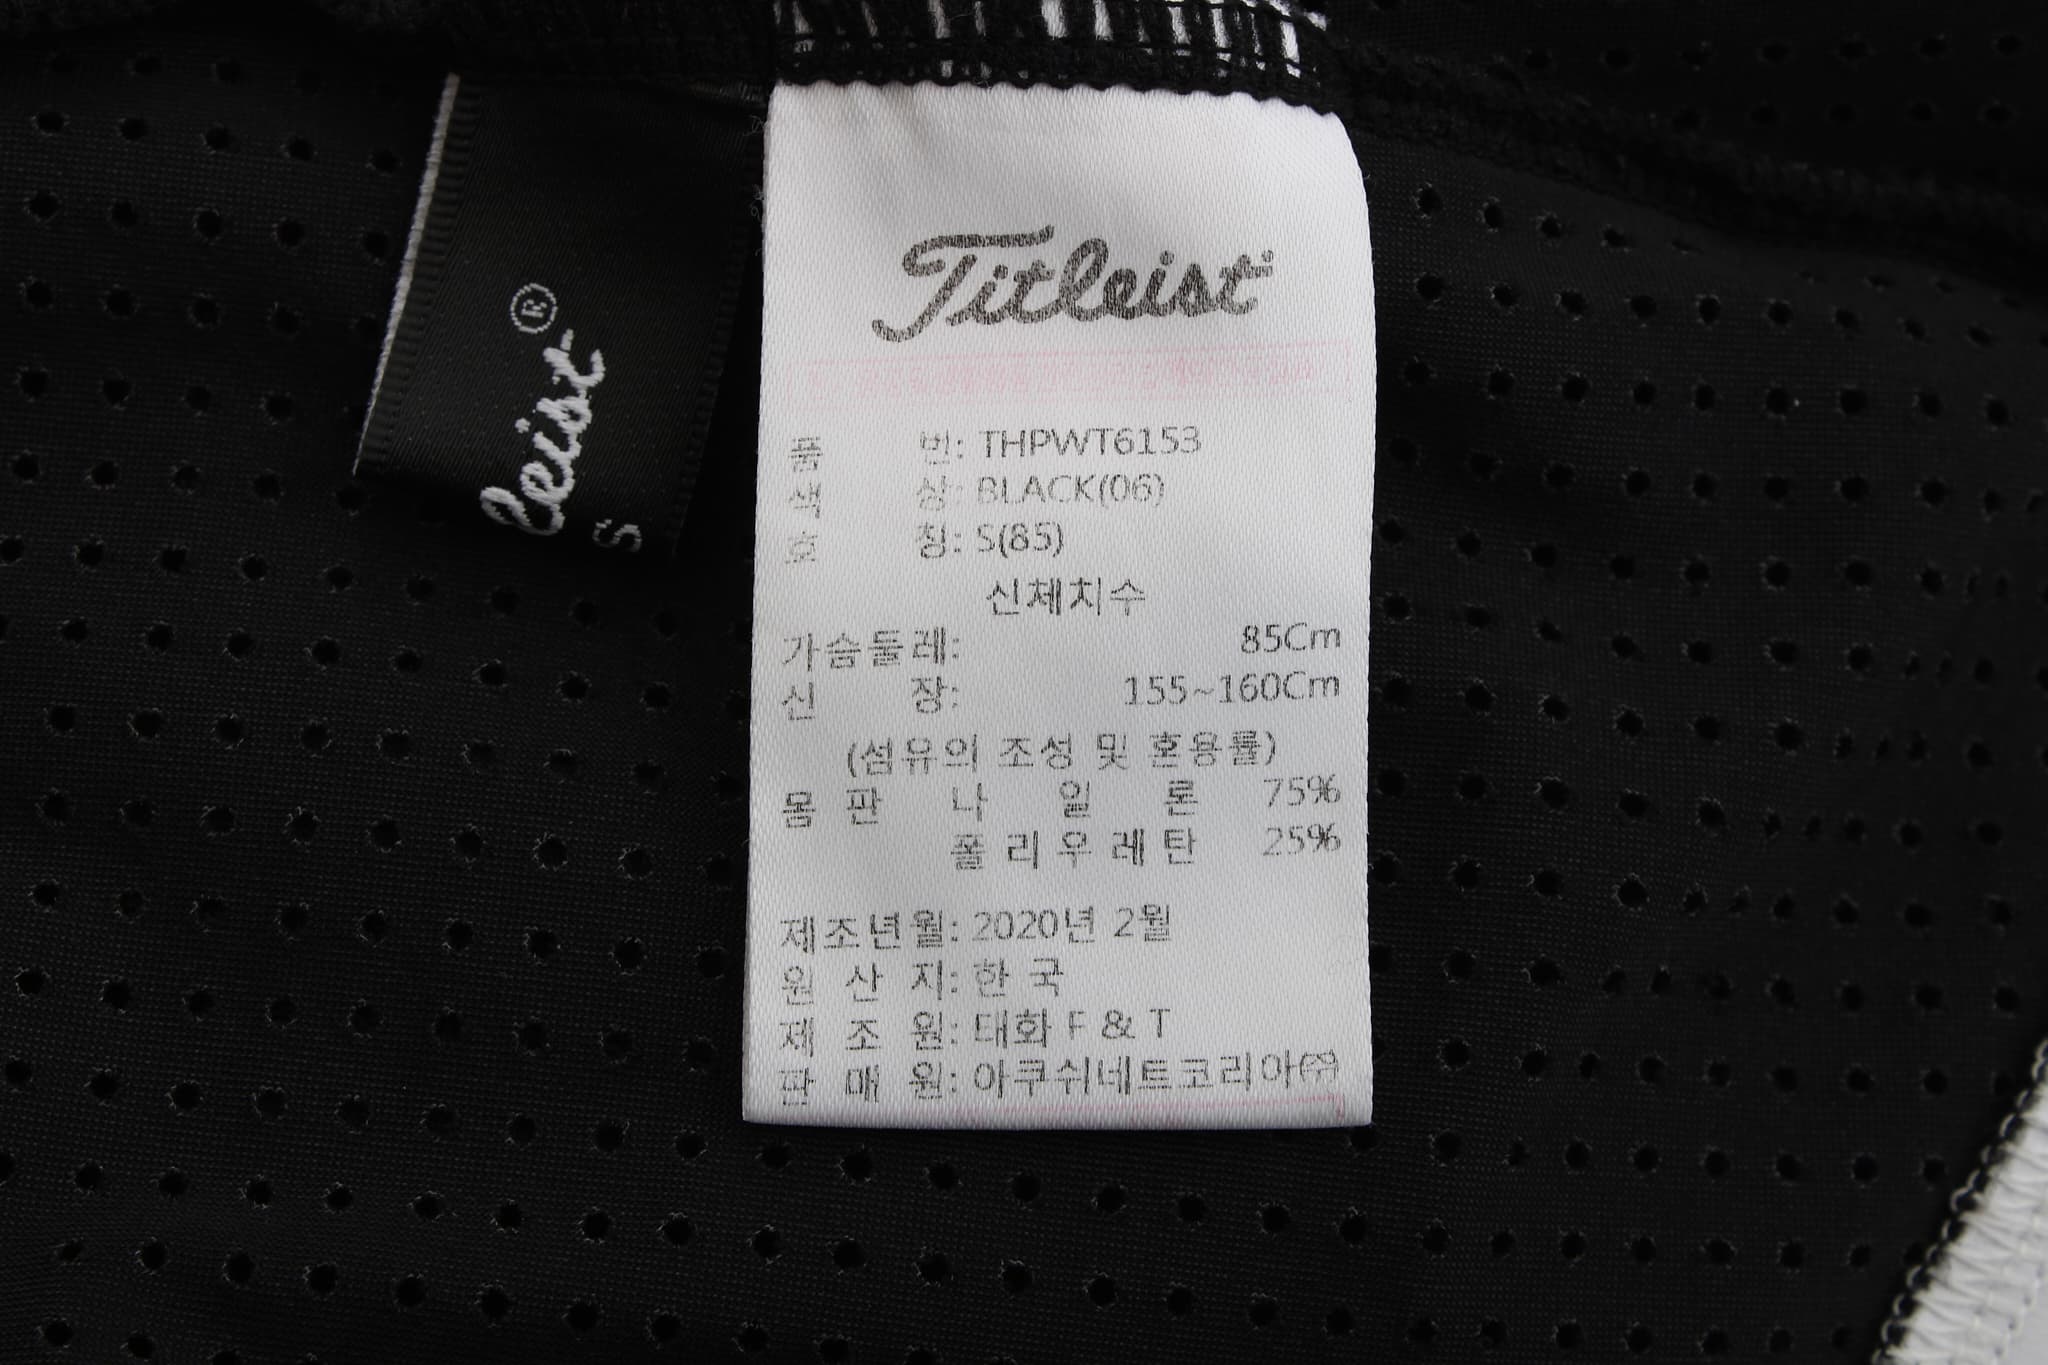 Titleist
품 번: THPWT6153
색 상: BLACK(06)
호 칭: S(85)
신체치수
가슴둘레: 85Cm
신 장: 155~160Cm
(섬유의 조성 및 혼용률)
몸 판 나 일 론 75%
폴 리 우 레 탄 25%
제조년월: 2020년 2월
원 산 지: 한 국
제 조 원: 태화 F & T
판 매 원: 아쿠쉬네트코리아㈜
leist®
S